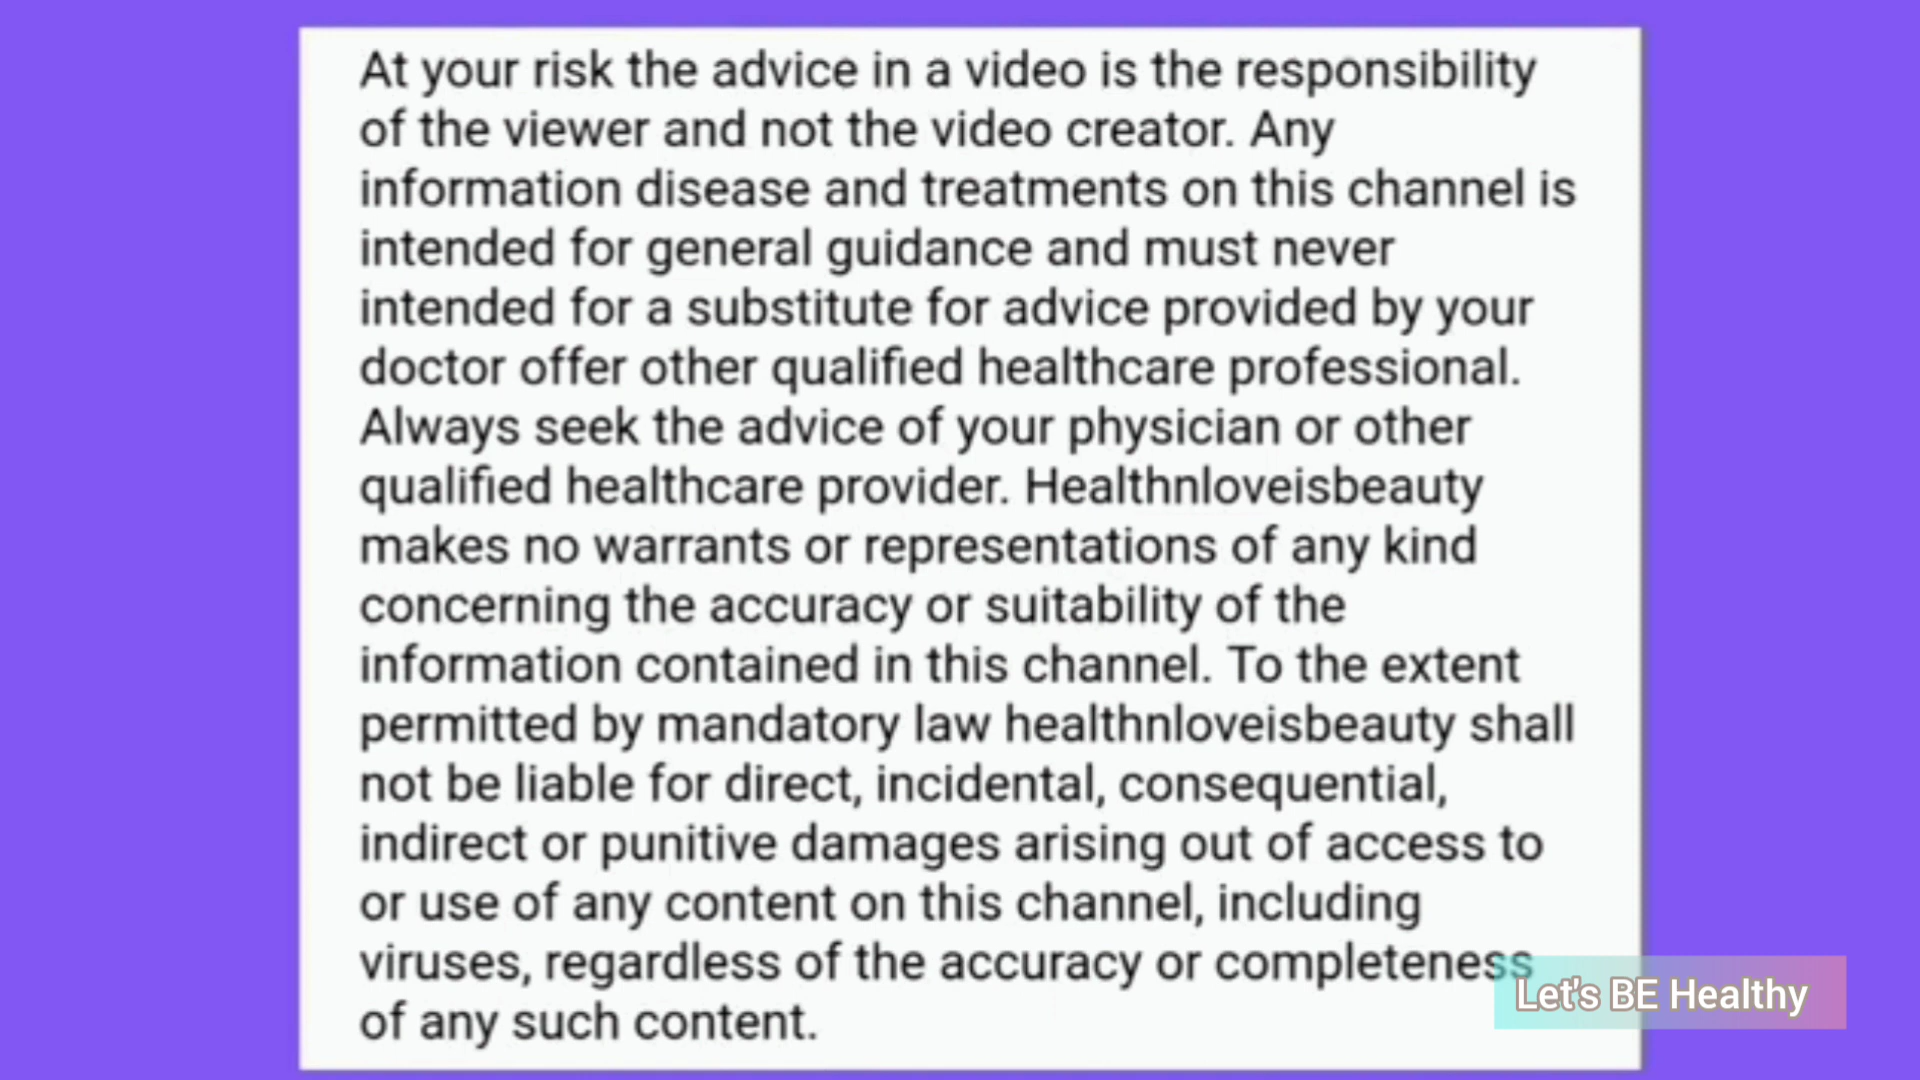 At your risk the advice in a video is the responsibility
of the viewer and not the video creator. Any
information disease and treatments on this channel is
intended for general guidance and must never
intended for a substitute for advice provided by your
doctor offer other qualified healthcare professional.
Always seek the advice of your physician or other
qualified healthcare provider. Healthnloveisbeauty
makes no warrants or representations of any kind
concerning the accuracy or suitability of the
information contained in this channel. To the extent
permitted by mandatory law healthnloveisbeauty shall
not be liable for direct, incidental, consequential,
indirect or punitive damages arising out of access to
or use of any content on this channel, including
viruses, regardless of the accuracy or completeness
of any such content.
Let's BE Healthy